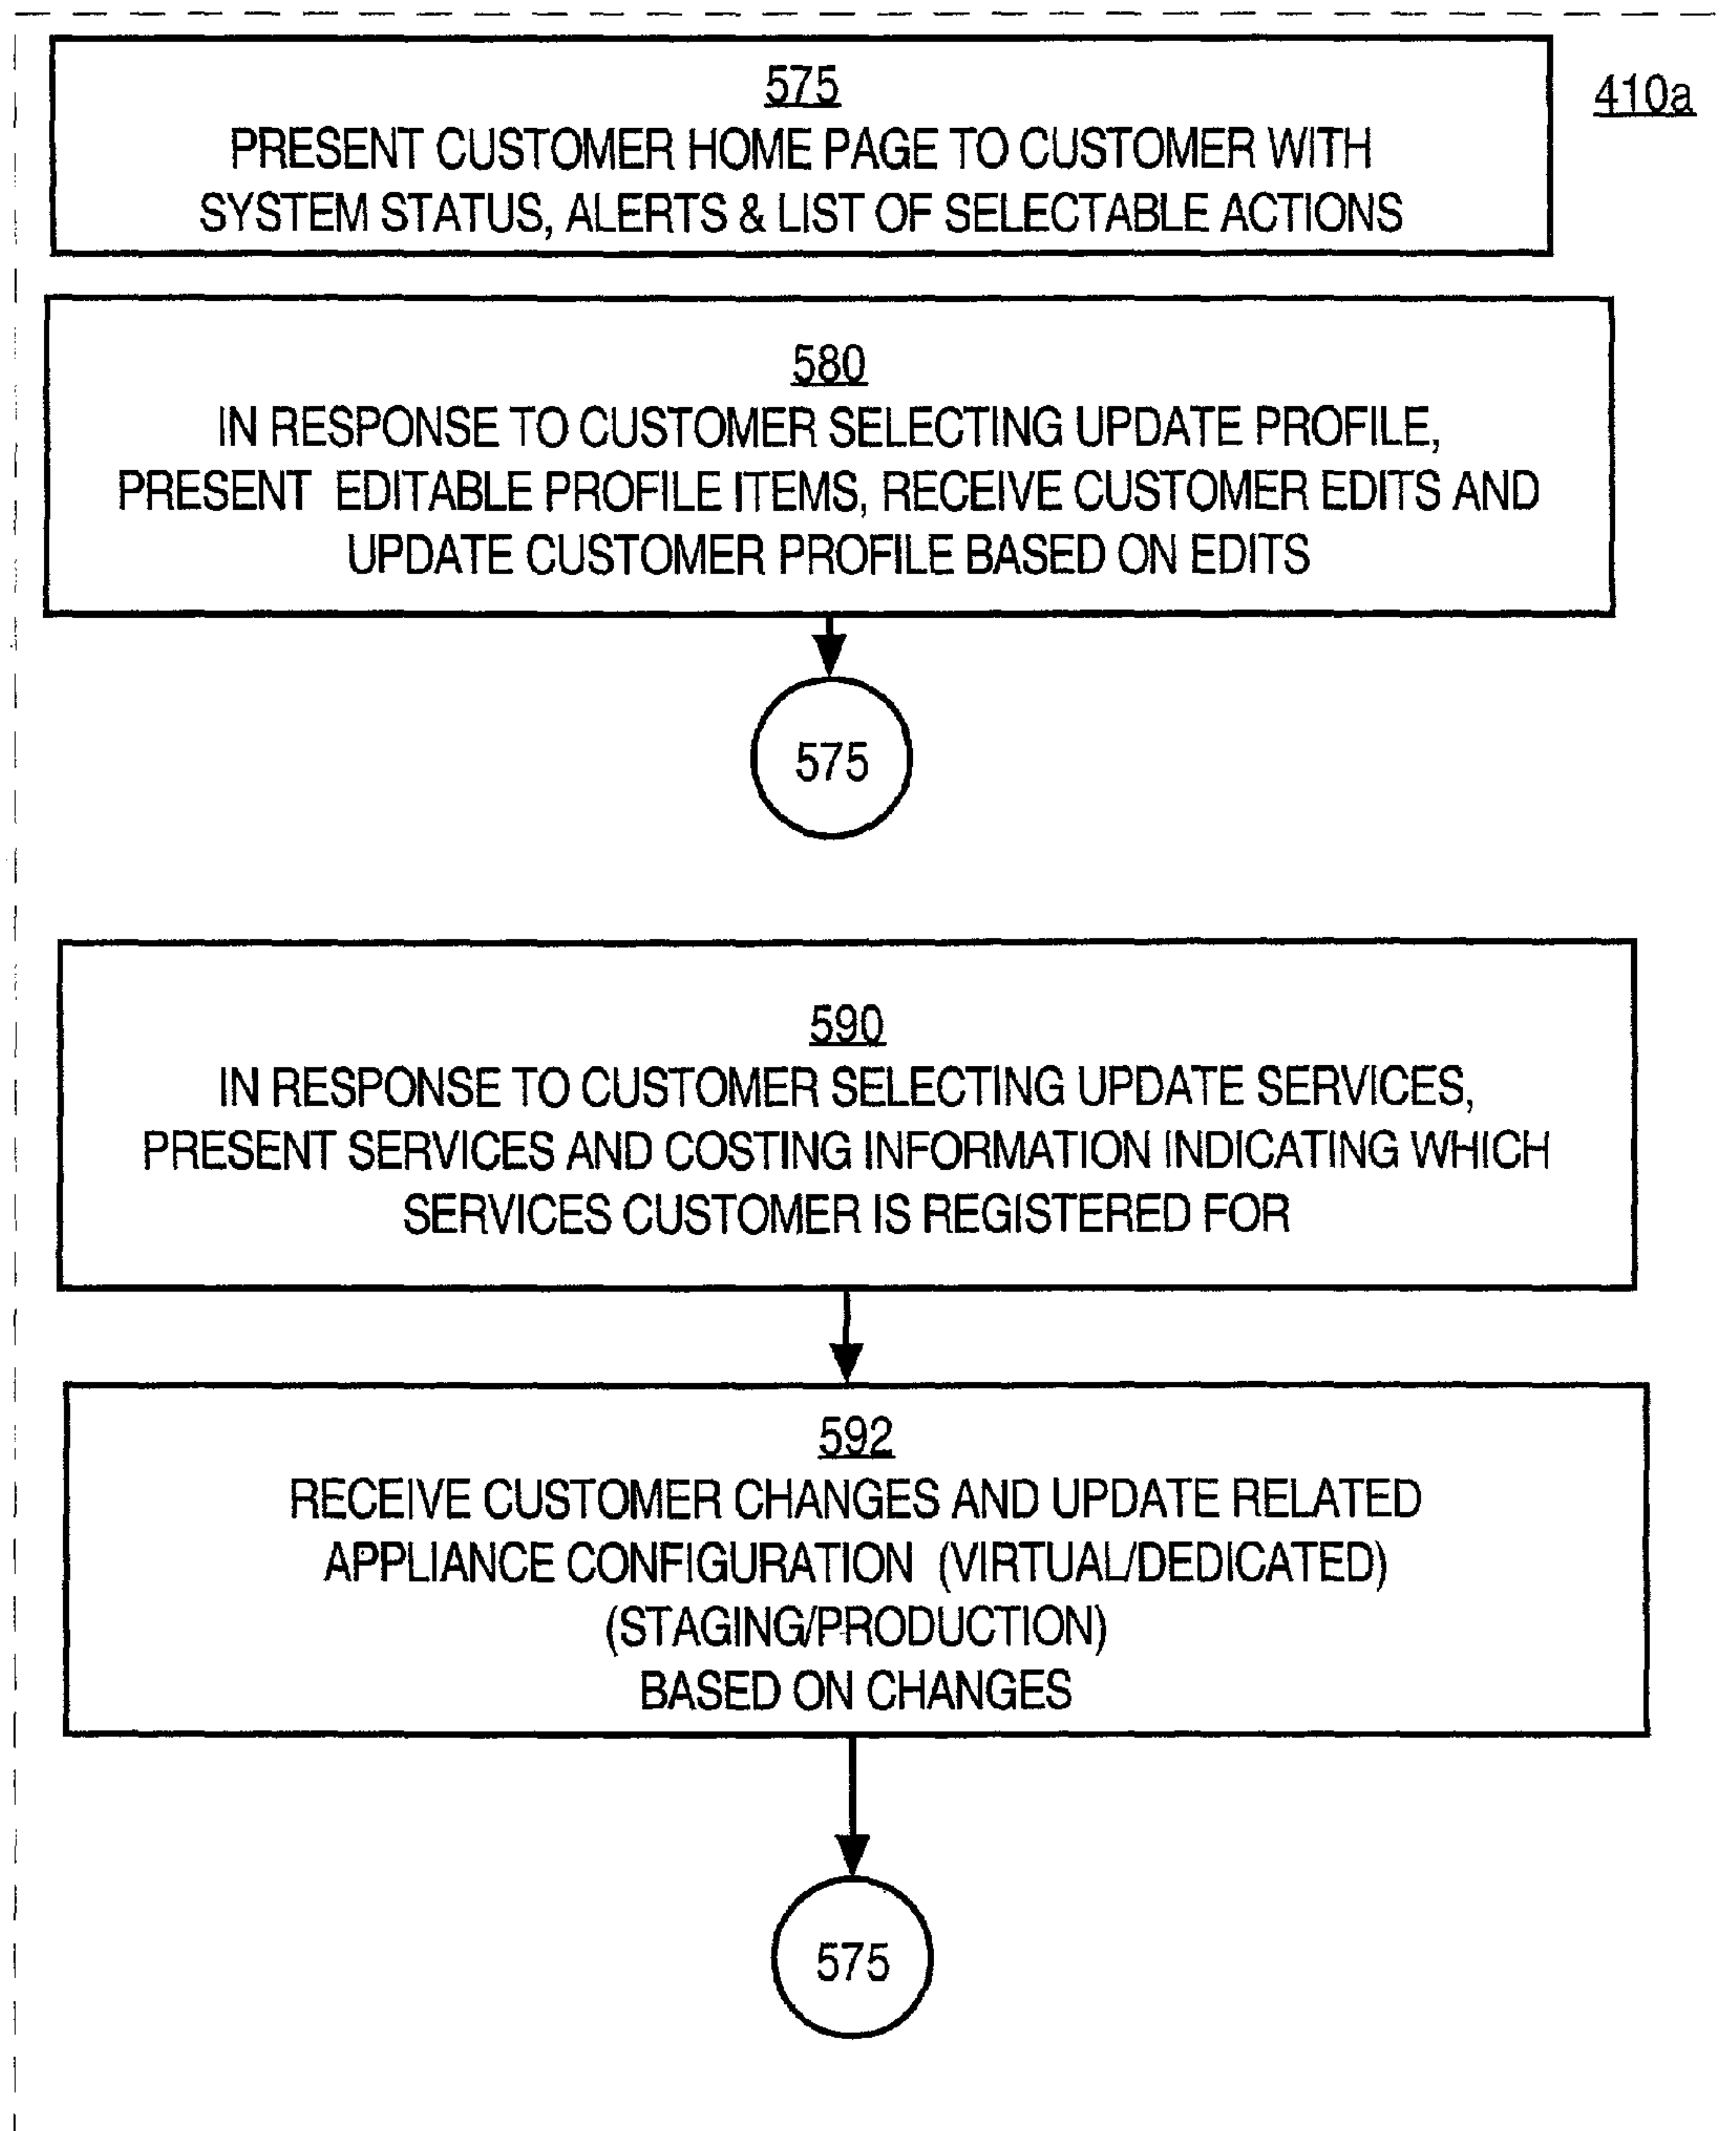 575
410a
PRESENT CUSTOMER HOME PAGE TO CUSTOMER WITH
SYSTEM STATUS, ALERTS & LIST OF SELECTABLE ACTIONS
580
IN RESPONSE TO CUSTOMER SELECTING UPDATE PROFILE,
PRESENT EDITABLE PROFILE ITEMS, RECEIVE CUSTOMER EDITS AND
UPDATE CUSTOMER PROFILE BASED ON EDITS
575
590
IN RESPONSE TO CUSTOMER SELECTING UPDATE SERVICES,
PRESENT SERVICES AND COSTING INFORMATION INDICATING WHICH
SERVICES CUSTOMER IS REGISTERED FOR
592
RECEIVE CUSTOMER CHANGES AND UPDATE RELATED
APPLIANCE CONFIGURATION (VIRTUAL/DEDICATED)
(STAGING/PRODUCTION)
BASED ON CHANGES
575